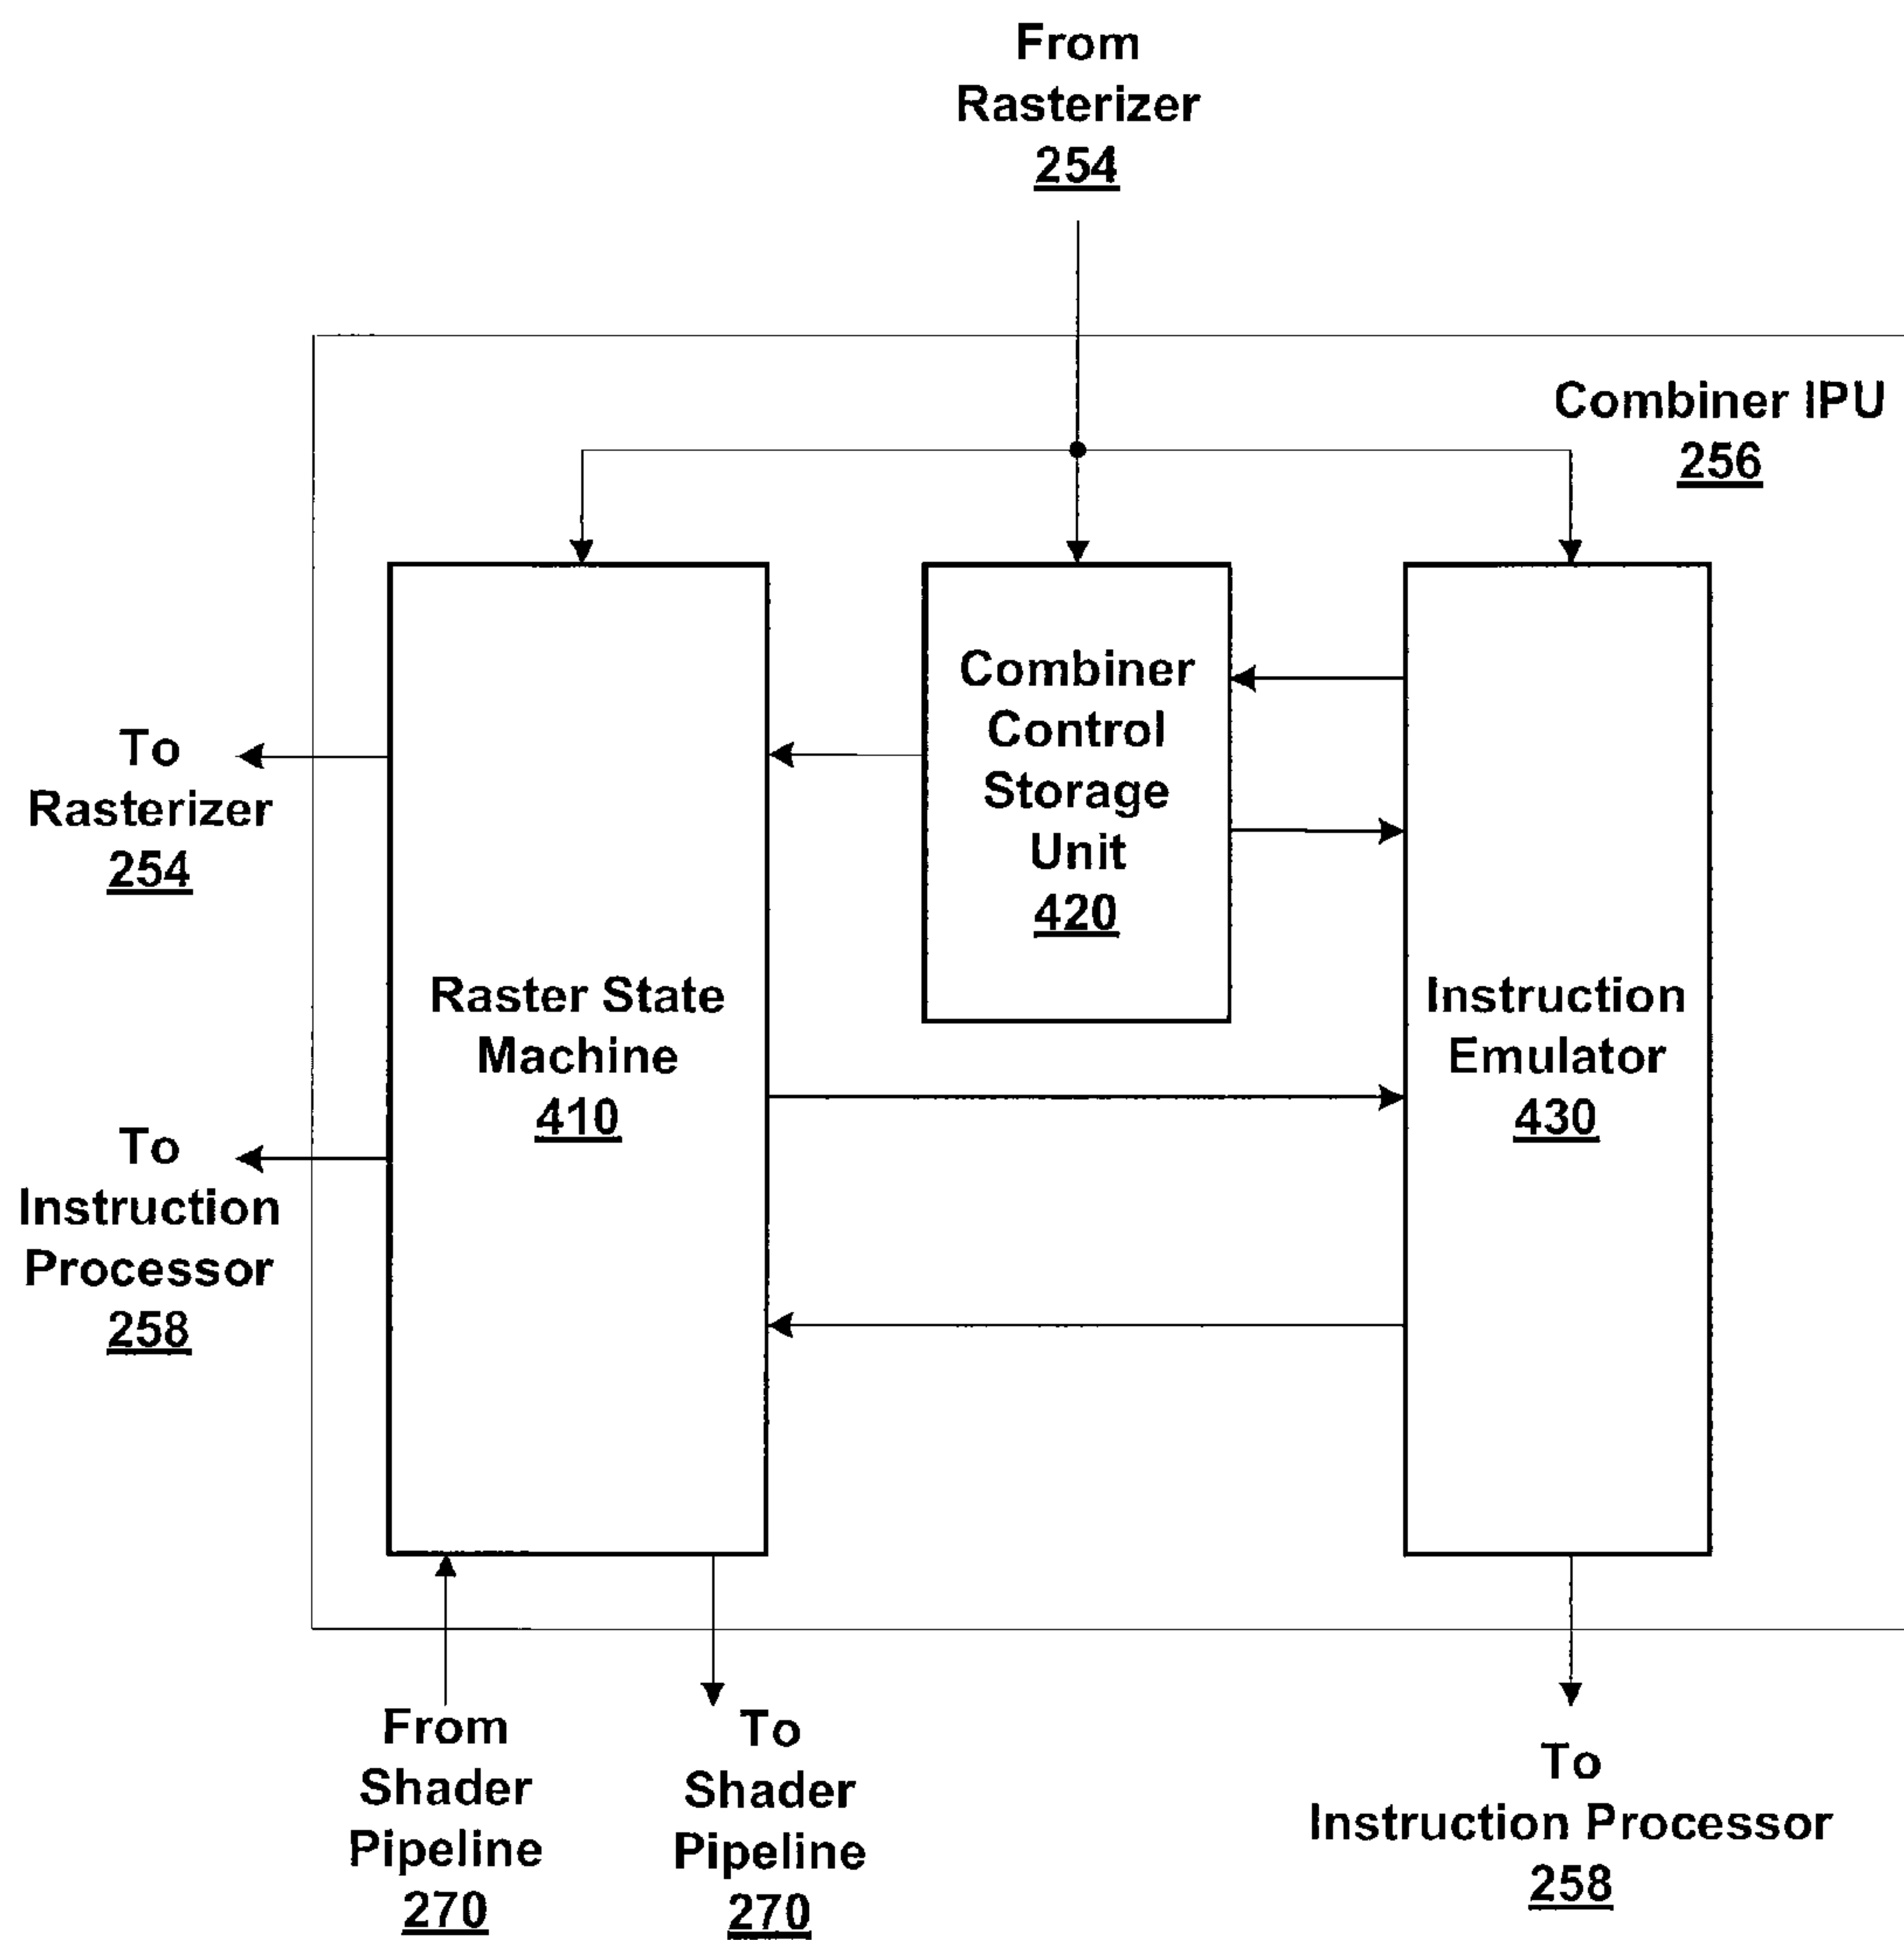 From
Rasterizer
254
Combiner IPU
256
Combiner
Control
Storage
Unit
420
To
Rasterizer
254
Raster State
Machine
410
Instruction
Emulator
430
To
Instruction
Processor
258
From
Shader
Pipeline
270
To
Shader
Pipeline
270
To
Instruction Processor
258